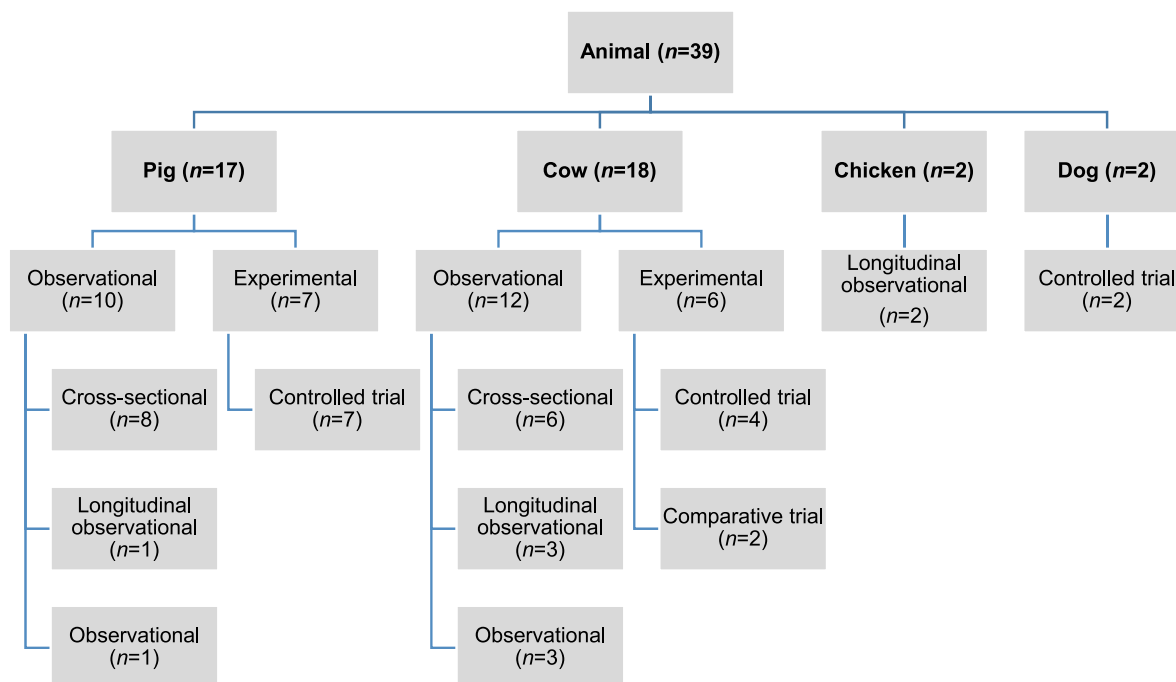 Animal (n=39)
Pig (n=17)
Cow (n=18)
Chicken (n=2)
Dog (n=2)
Observational
(n=10)
Experimental
(n=7)
Observational
(n=12)
Experimental
(n=6)
Longitudinal
observational
(n=2)
Controlled trial
(n=2)
Cross-sectional
(n=8)
Controlled trial
(n=7)
Cross-sectional
(n=6)
Controlled trial
(n=4)
Longitudinal
observational
(n=1)
Longitudinal
observational
(n=3)
Comparative trial
(n=2)
Observational
(n=1)
Observational
(n=3)